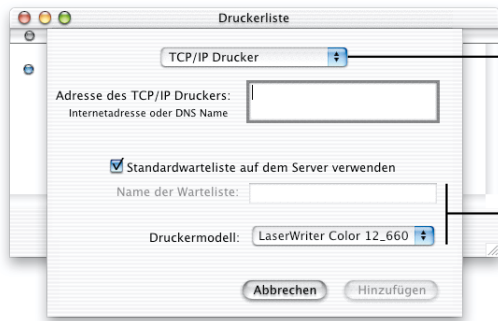 Druckerliste
TCP/IP Drucker
Adresse des TCP/IP Druckers:
Internetadresse oder DNS Name
Standardwarteliste auf dem Server verwenden
Name der Warteliste:
Druckermodell: LaserWriter Color 12_660
Abbrechen Hinzufügen